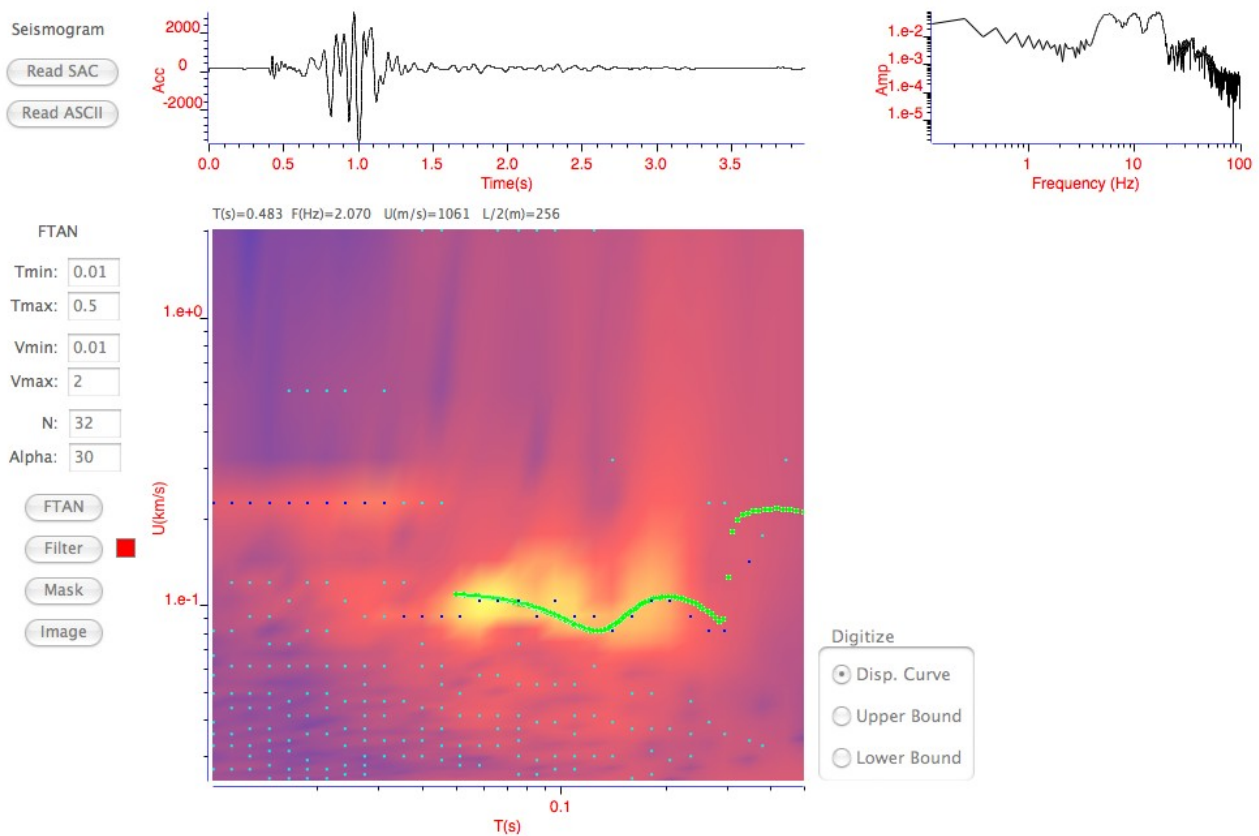 Seismogram
Read SAC
Read ASCII
2000
0
-2000
Acc
0.0 0.5 1.0 1.5 2.0 2.5 3.0 3.5
Time(s)
1.e-2
1.e-3
1.e-4
1.e-5
Amp
1 10 100
Frequency (Hz)
T(s)=0.483 F(Hz)=2.070 U(m/s)=1061 L/2(m)=256
FTAN
Tmin: 0.01
Tmax: 0.5
Vmin: 0.01
Vmax: 2
N: 32
Alpha: 30
FTAN
Filter
Mask
Image
1.e+0
U(km/s)
1.e-1
0.1
T(s)
Digitize
Disp. Curve
Upper Bound
Lower Bound